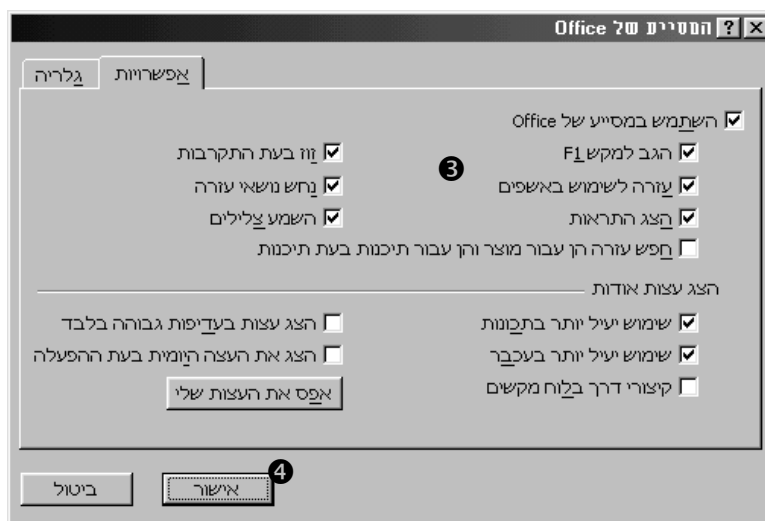 המסייע של Office
אפשרויות
גלריה
השתמש במסייע של Office
הגב למקש F1
זוז בעת התקרבות
❸
עזרה לשימוש באשפים
נחש נושאי עזרה
הצג התראות
השמע צלילים
חפש עזרה הן עבור מוצר והן עבור תיכנות בעת תיכנות
הצג עצות אודות
שימוש יעיל יותר בתכונות
הצג עצות בעדיפות גבוהה בלבד
שימוש יעיל יותר בעכבר
הצג את העצה היומית בעת ההפעלה
קיצורי דרך בלוח מקשים
אפס את העצות שלי
❹
אישור
ביטול